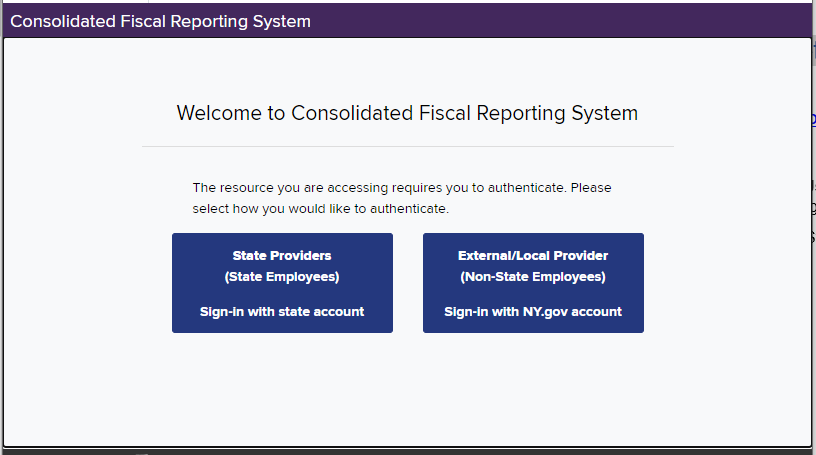 Consolidated Fiscal Reporting System
Welcome to Consolidated Fiscal Reporting System
The resource you are accessing requires you to authenticate. Please
select how you would like to authenticate.
State Providers
(State Employees)
Sign-in with state account
External/Local Provider
(Non-State Employees)
Sign-in with NY.gov account